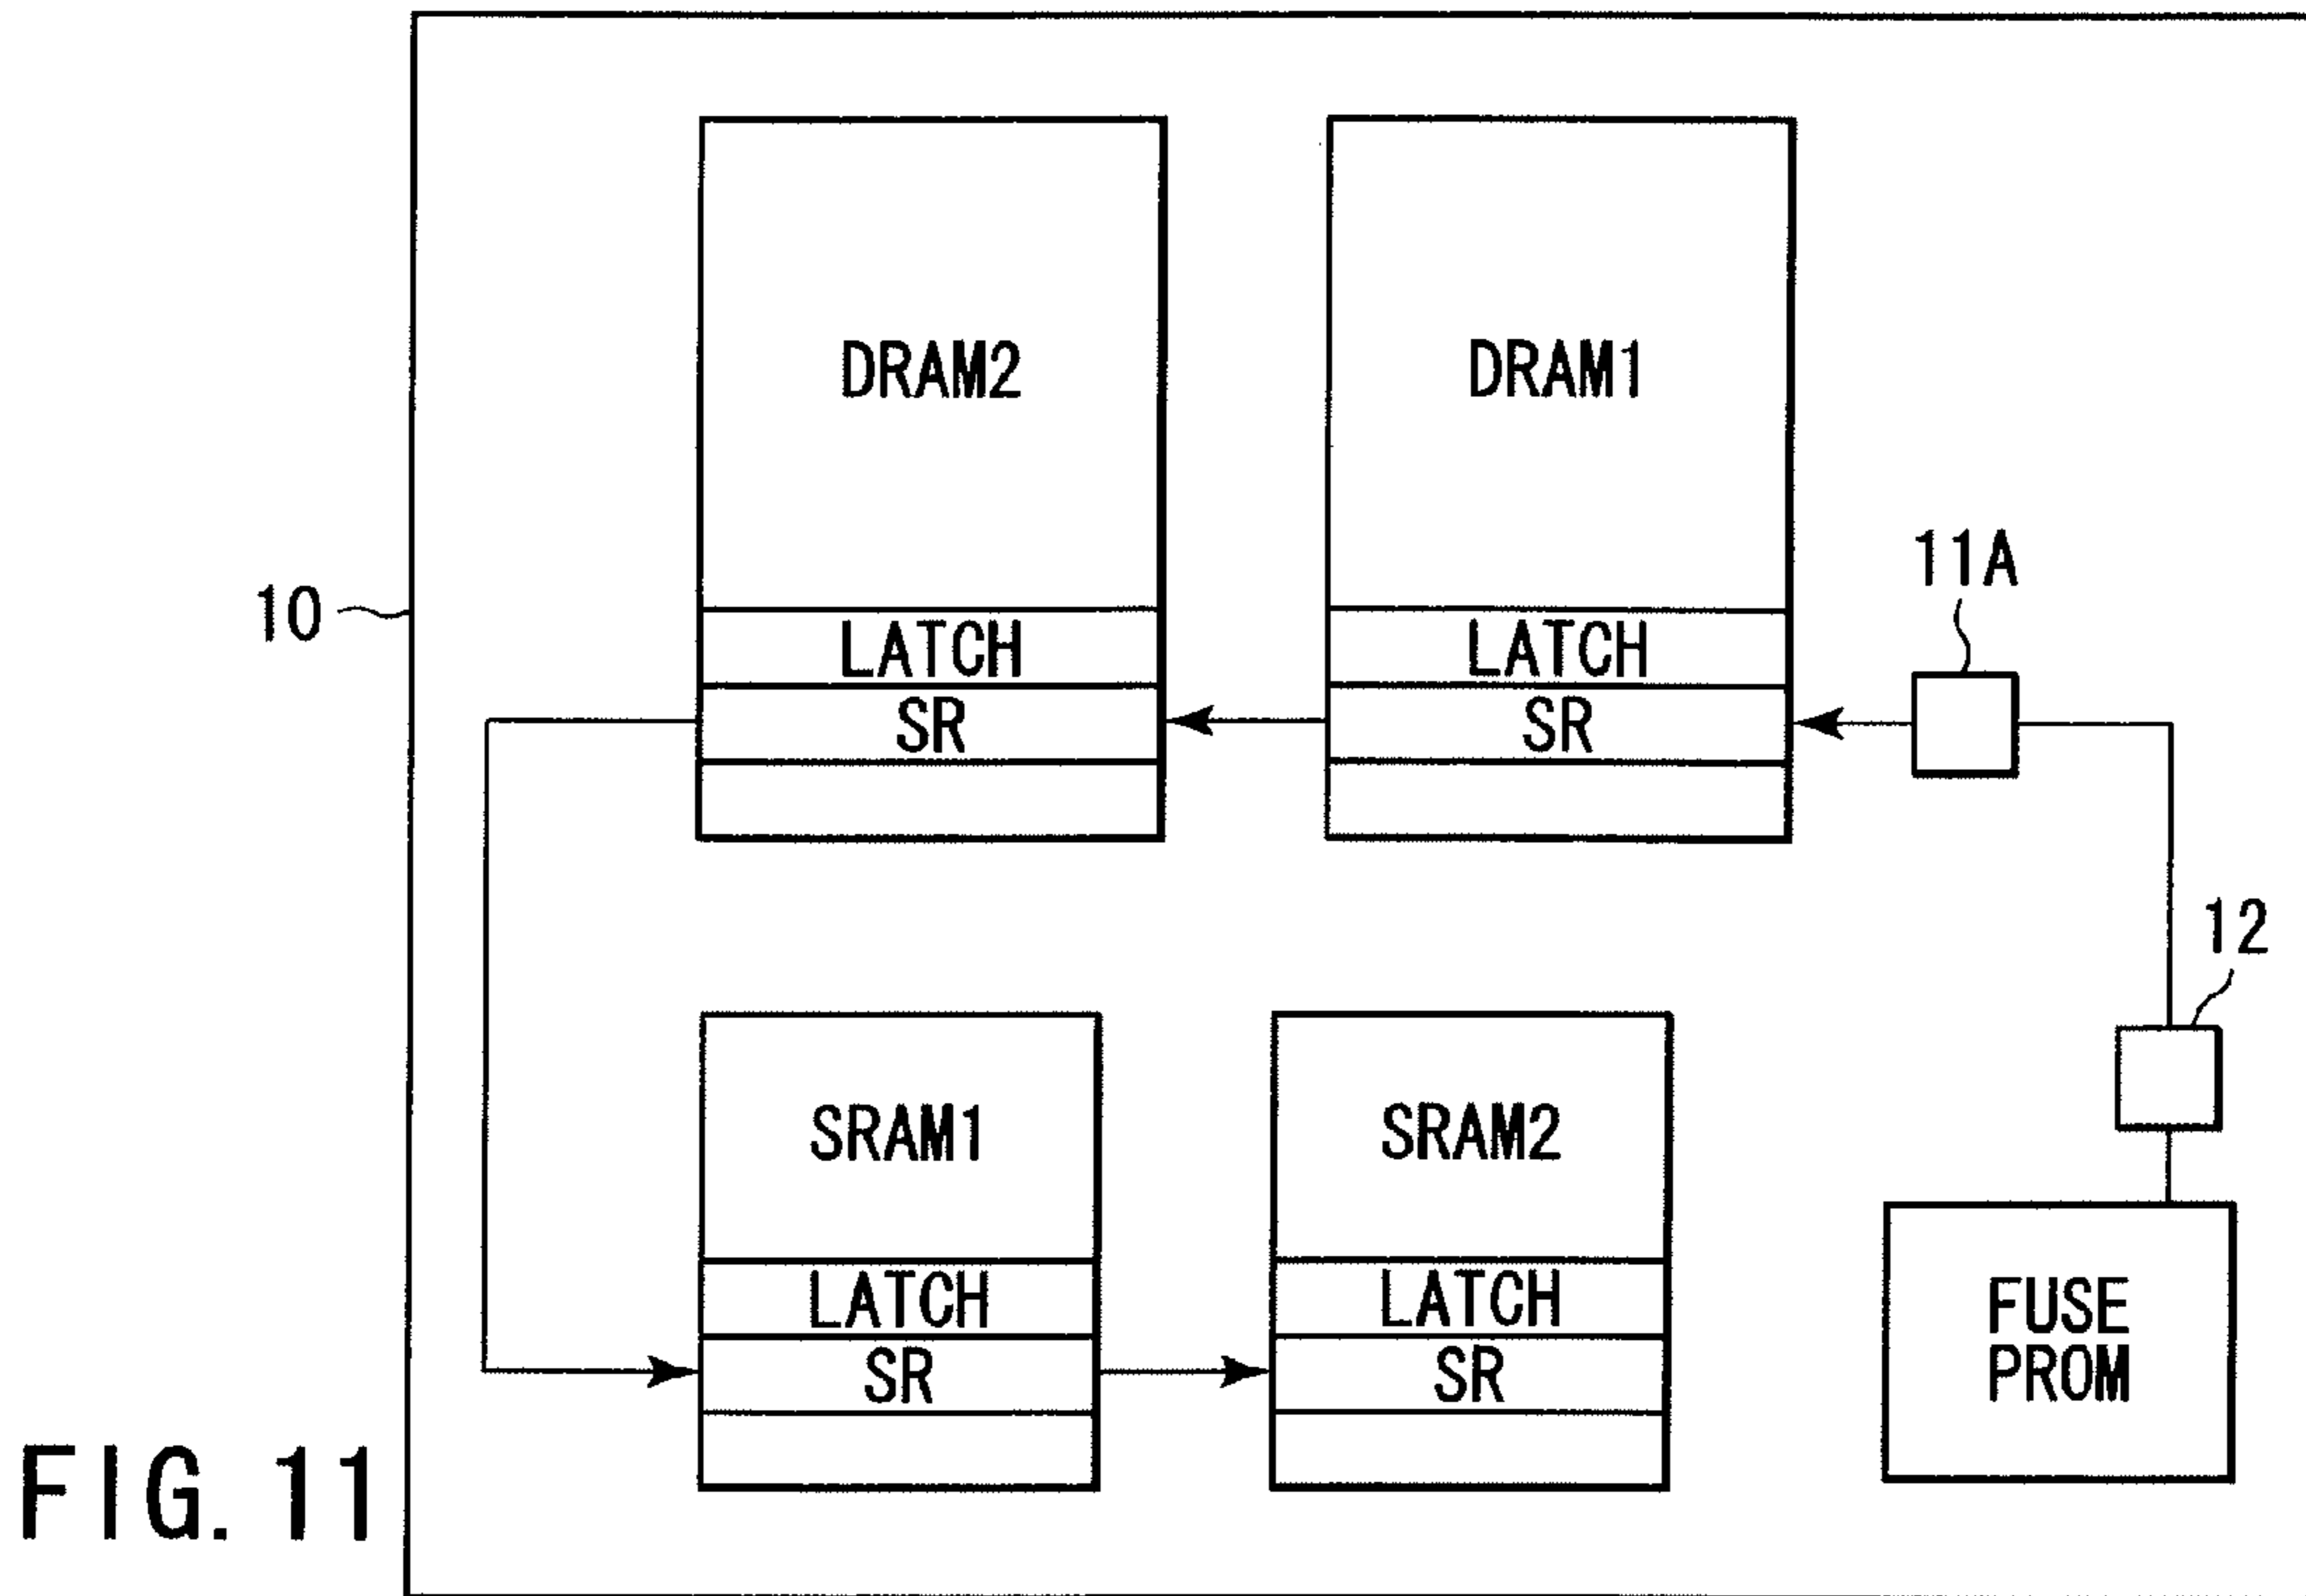 DRAM2
DRAM1
11A
10
LATCH
LATCH
SR
SR
12
SRAM1
SRAM2
LATCH
LATCH
SR
SR
FUSE
PROM
FIG. 11